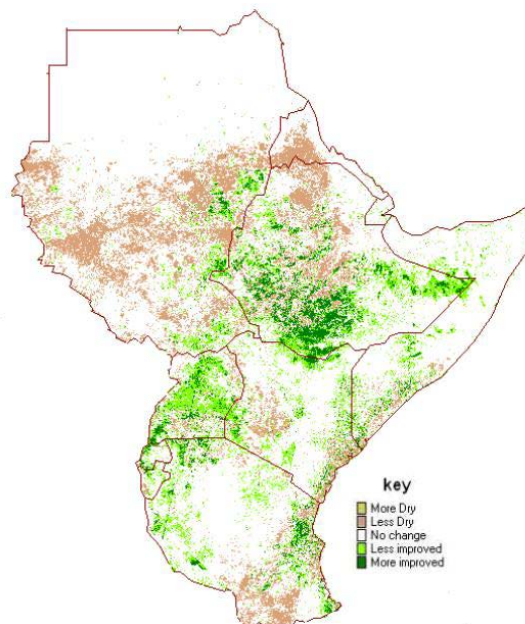 key
More Dry
Less Dry
No change
Less improved
More improved